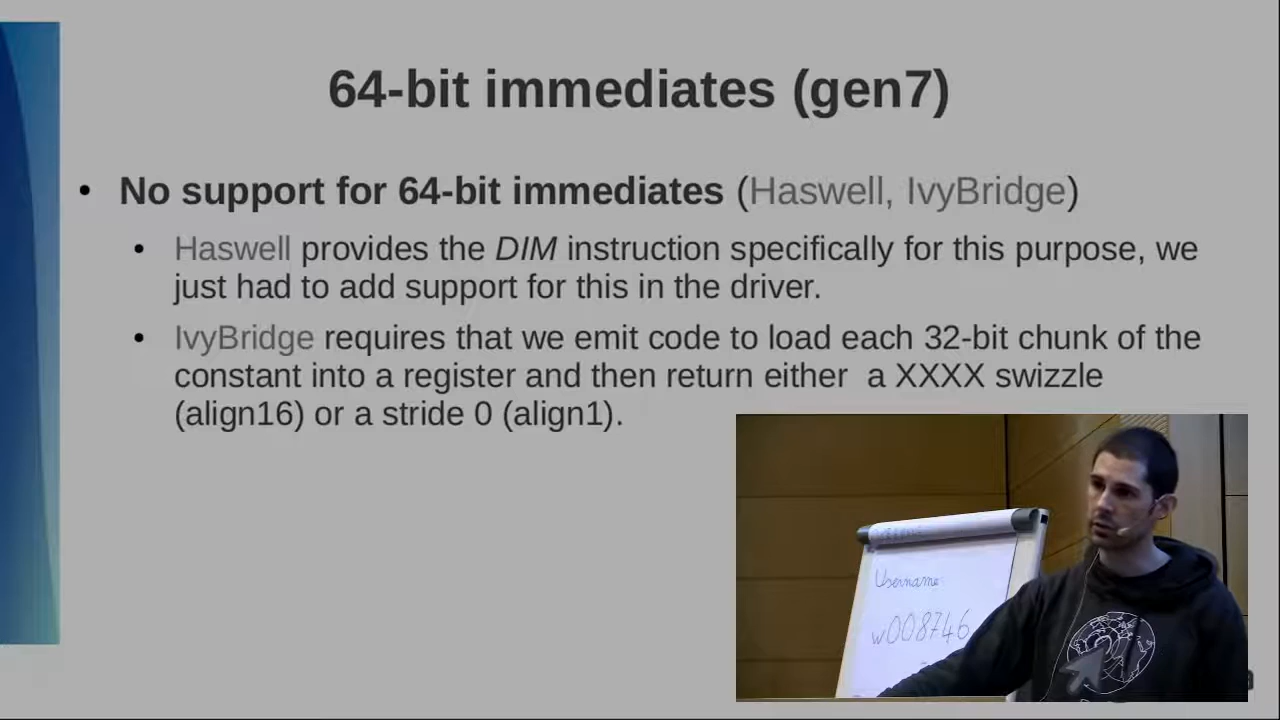 64-bit immediates (gen7)
No support for 64-bit immediates (Haswell, IvyBridge)
Haswell provides the DIM instruction specifically for this purpose, we
just had to add support for this in the driver.
IvyBridge requires that we emit code to load each 32-bit chunk of the
constant into a register and then return either a XXXX swizzle
(align16) or a stride 0 (align1).
Username
w008746